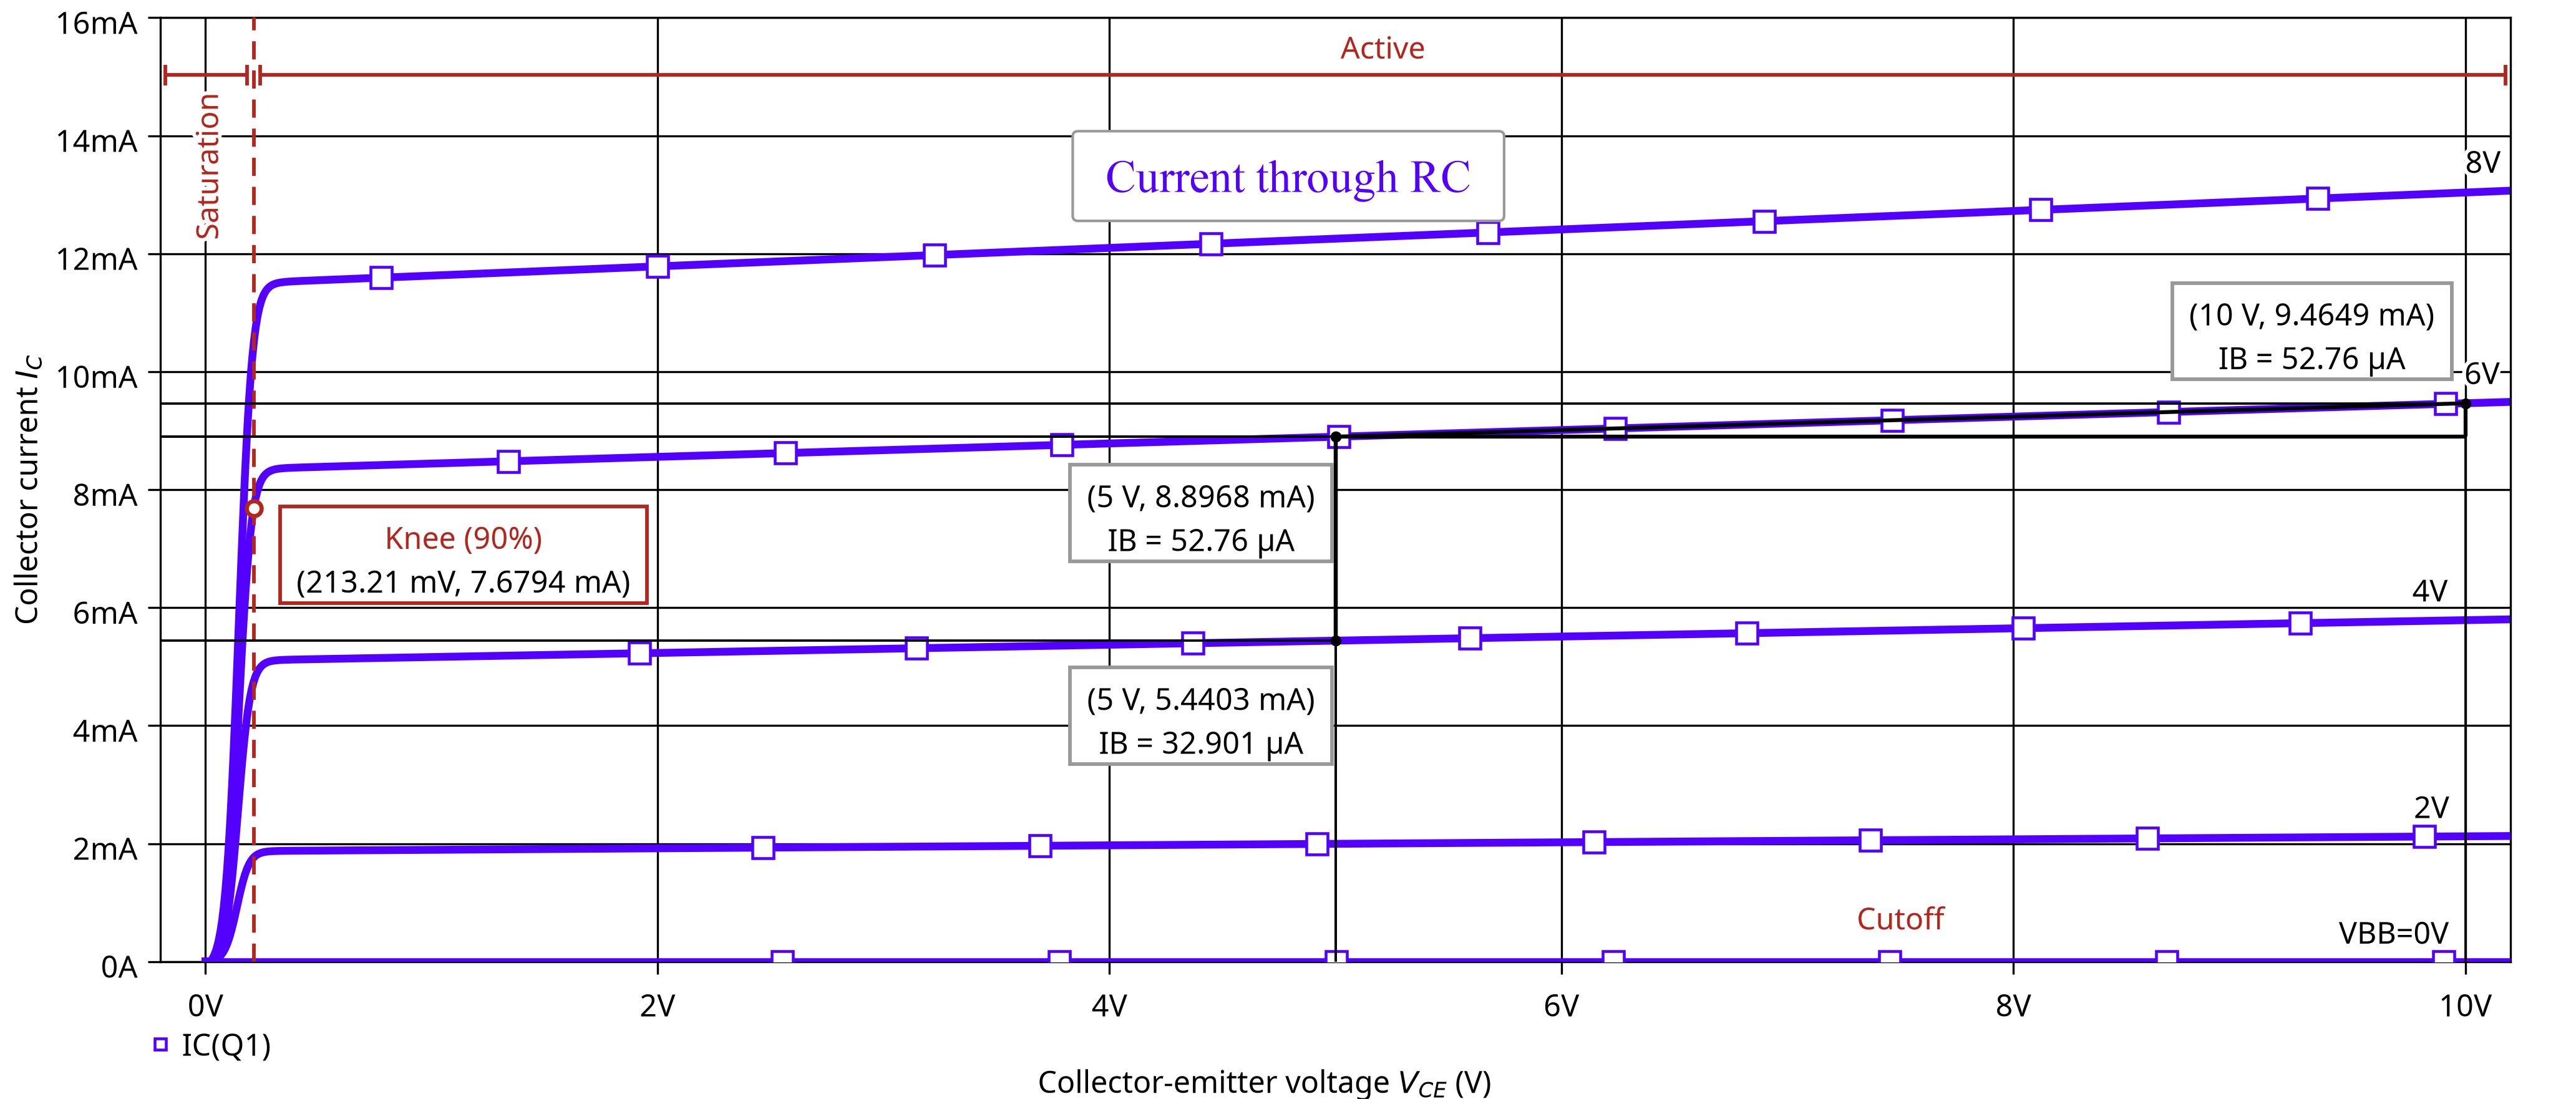 16mA
14mA
12mA
10mA
8mA
6mA
4mA
2mA
0A
Collector current IC
Saturation
Active
Current through RC
8V
(10 V, 9.4649 mA)
IB = 52.76 µA
6V
(5 V, 8.8968 mA)
IB = 52.76 µA
Knee (90%)
(213.21 mV, 7.6794 mA)
4V
(5 V, 5.4403 mA)
IB = 32.901 µA
2V
Cutoff
VBB=0V
0V 2V 4V 6V 8V 10V
IC(Q1)
Collector-emitter voltage VCE (V)